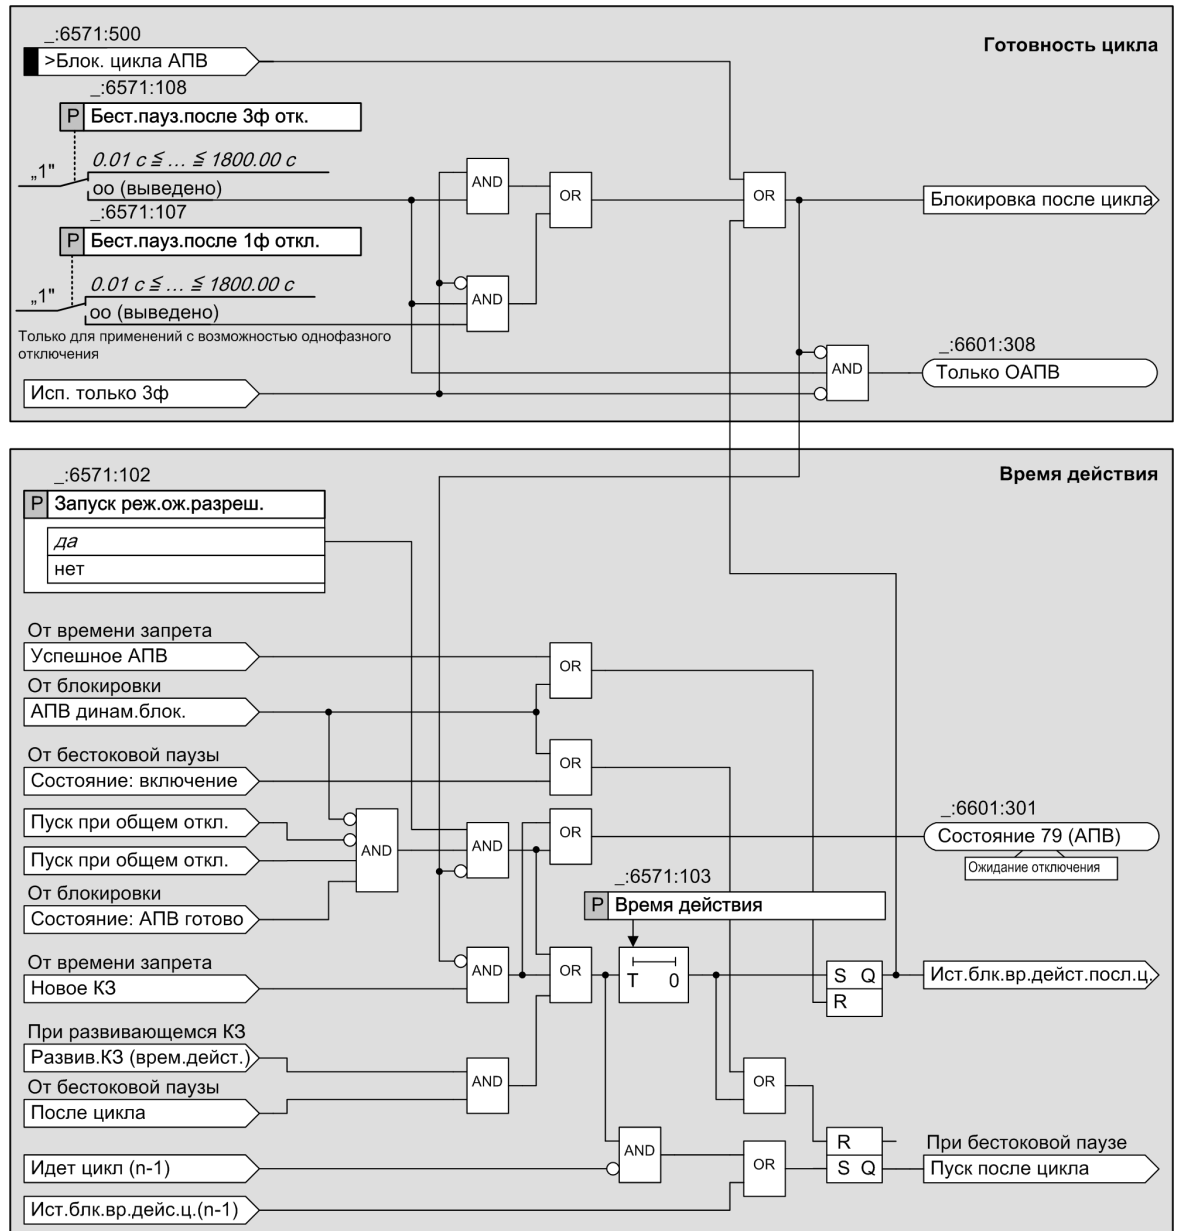 _:6571:500
Готовность цикла
>Блок. цикла АПВ
_:6571:108
P Бест.пауз.после 3ф отк.
„1" 0.01 с ≦ ... ≦ 1800.00 с
оо (выведено)
AND
OR
OR
Блокировка после цикла
_:6571:107
P Бест.пауз.после 1ф откл.
„1" 0.01 с ≦ ... ≦ 1800.00 с
оо (выведено)
AND
Только для применений с возможностью однофазного
отключения
_:6601:308
AND
Только ОАПВ
Исп. только 3ф
_:6571:102
Время действия
P Запуск реж.ож.разреш.
да
нет
От времени запрета
Успешное АПВ
OR
От блокировки
АПВ динам.блок.
От бестоковой паузы
Состояние: включение
OR
_:6601:301
Пуск при общем откл.
OR
Состояние 79 (АПВ)
Пуск при общем откл.
AND
AND
Ожидание отключения
От блокировки
_:6571:103
Состояние: АПВ готово
P Время действия
От времени запрета
Новое КЗ
AND
OR
T 0
S Q
R
Ист.блк.вр.дейст.посл.ц.
При развивающемся КЗ
Развив.КЗ (врем.дейст.)
AND
OR
От бестоковой паузы
После цикла
AND
R
При бестоковой паузе
Идет цикл (n-1)
OR
S Q
Пуск после цикла
Ист.блк.вр.дейс.ц.(n-1)